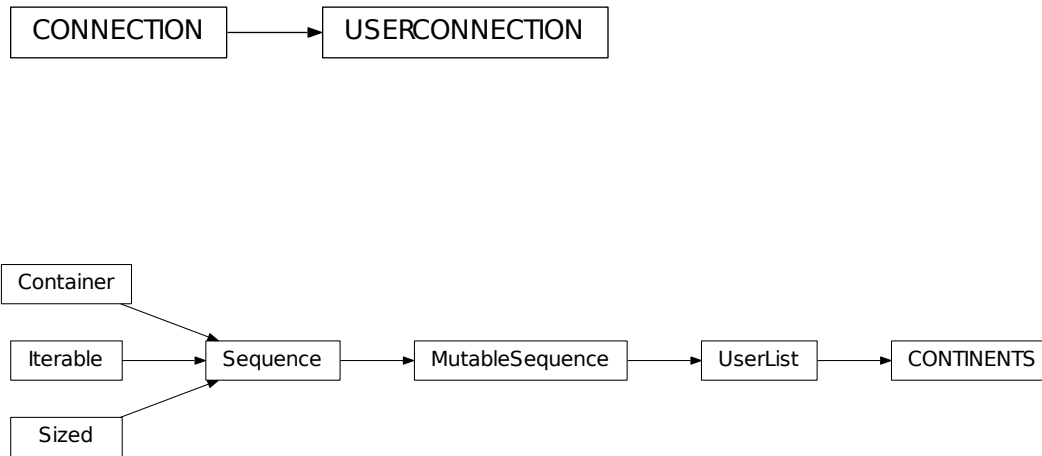 CONNECTION USERCONNECTION
Container
Iterable Sequence MutableSequence UserList CONTINENTS
Sized